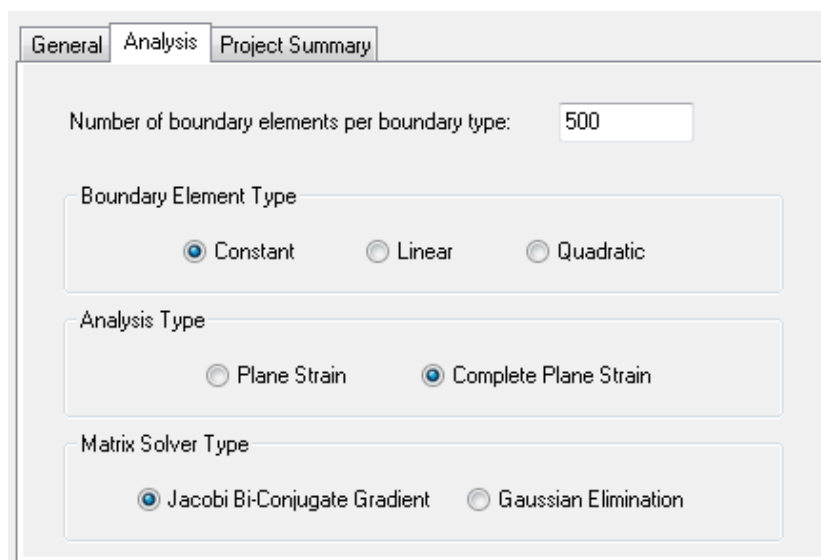 General Analysis Project Summary
Number of boundary elements per boundary type: 500
Boundary Element Type
Constant Linear Quadratic
Analysis Type
Plane Strain Complete Plane Strain
Matrix Solver Type
Jacobi Bi-Conjugate Gradient Gaussian Elimination